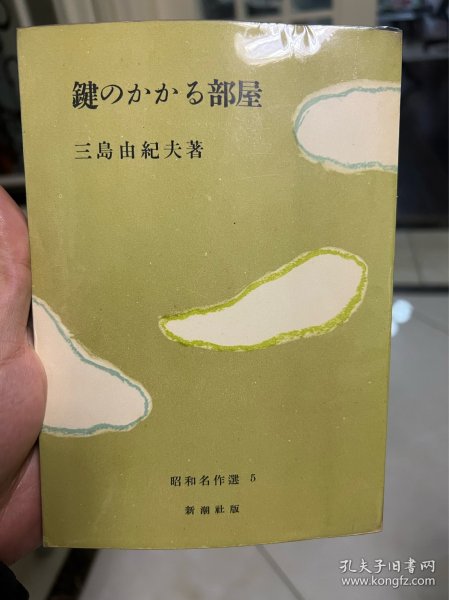 鍵のかかる部屋
三島由紀夫著
昭和名作選 5
新潮社版
孔夫子旧书网
www.kongfz.com